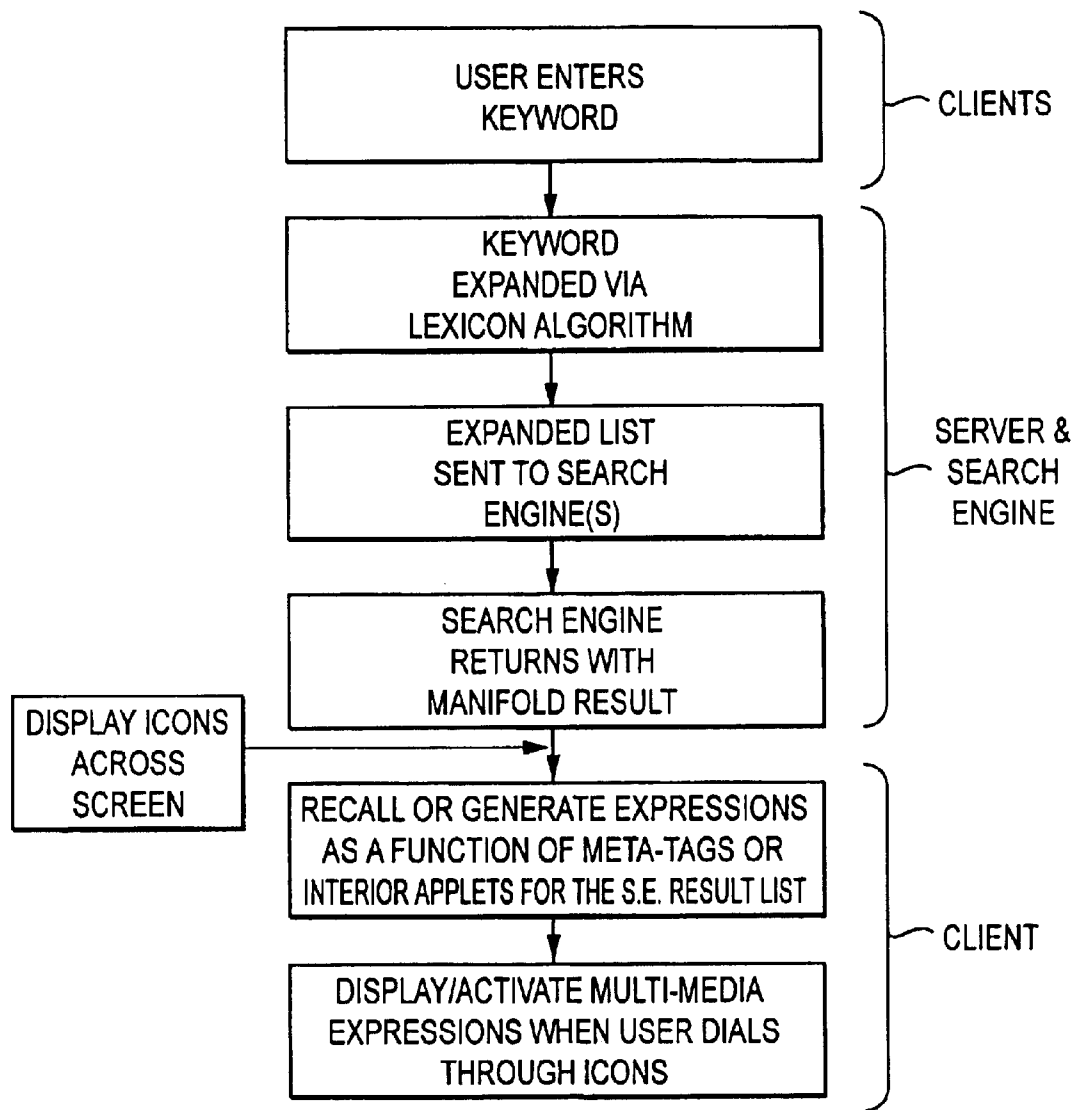 USER ENTERS
KEYWORD
CLIENTS
KEYWORD
EXPANDED VIA
LEXICON ALGORITHM
EXPANDED LIST
SENT TO SEARCH
ENGINE(S)
SERVER &
SEARCH
ENGINE
SEARCH ENGINE
RETURNS WITH
MANIFOLD RESULT
DISPLAY ICONS
ACROSS
SCREEN
RECALL OR GENERATE EXPRESSIONS
AS A FUNCTION OF META-TAGS OR
INTERIOR APPLETS FOR THE S.E. RESULT LIST
CLIENT
DISPLAY/ACTIVATE MULTI-MEDIA
EXPRESSIONS WHEN USER DIALS
THROUGH ICONS